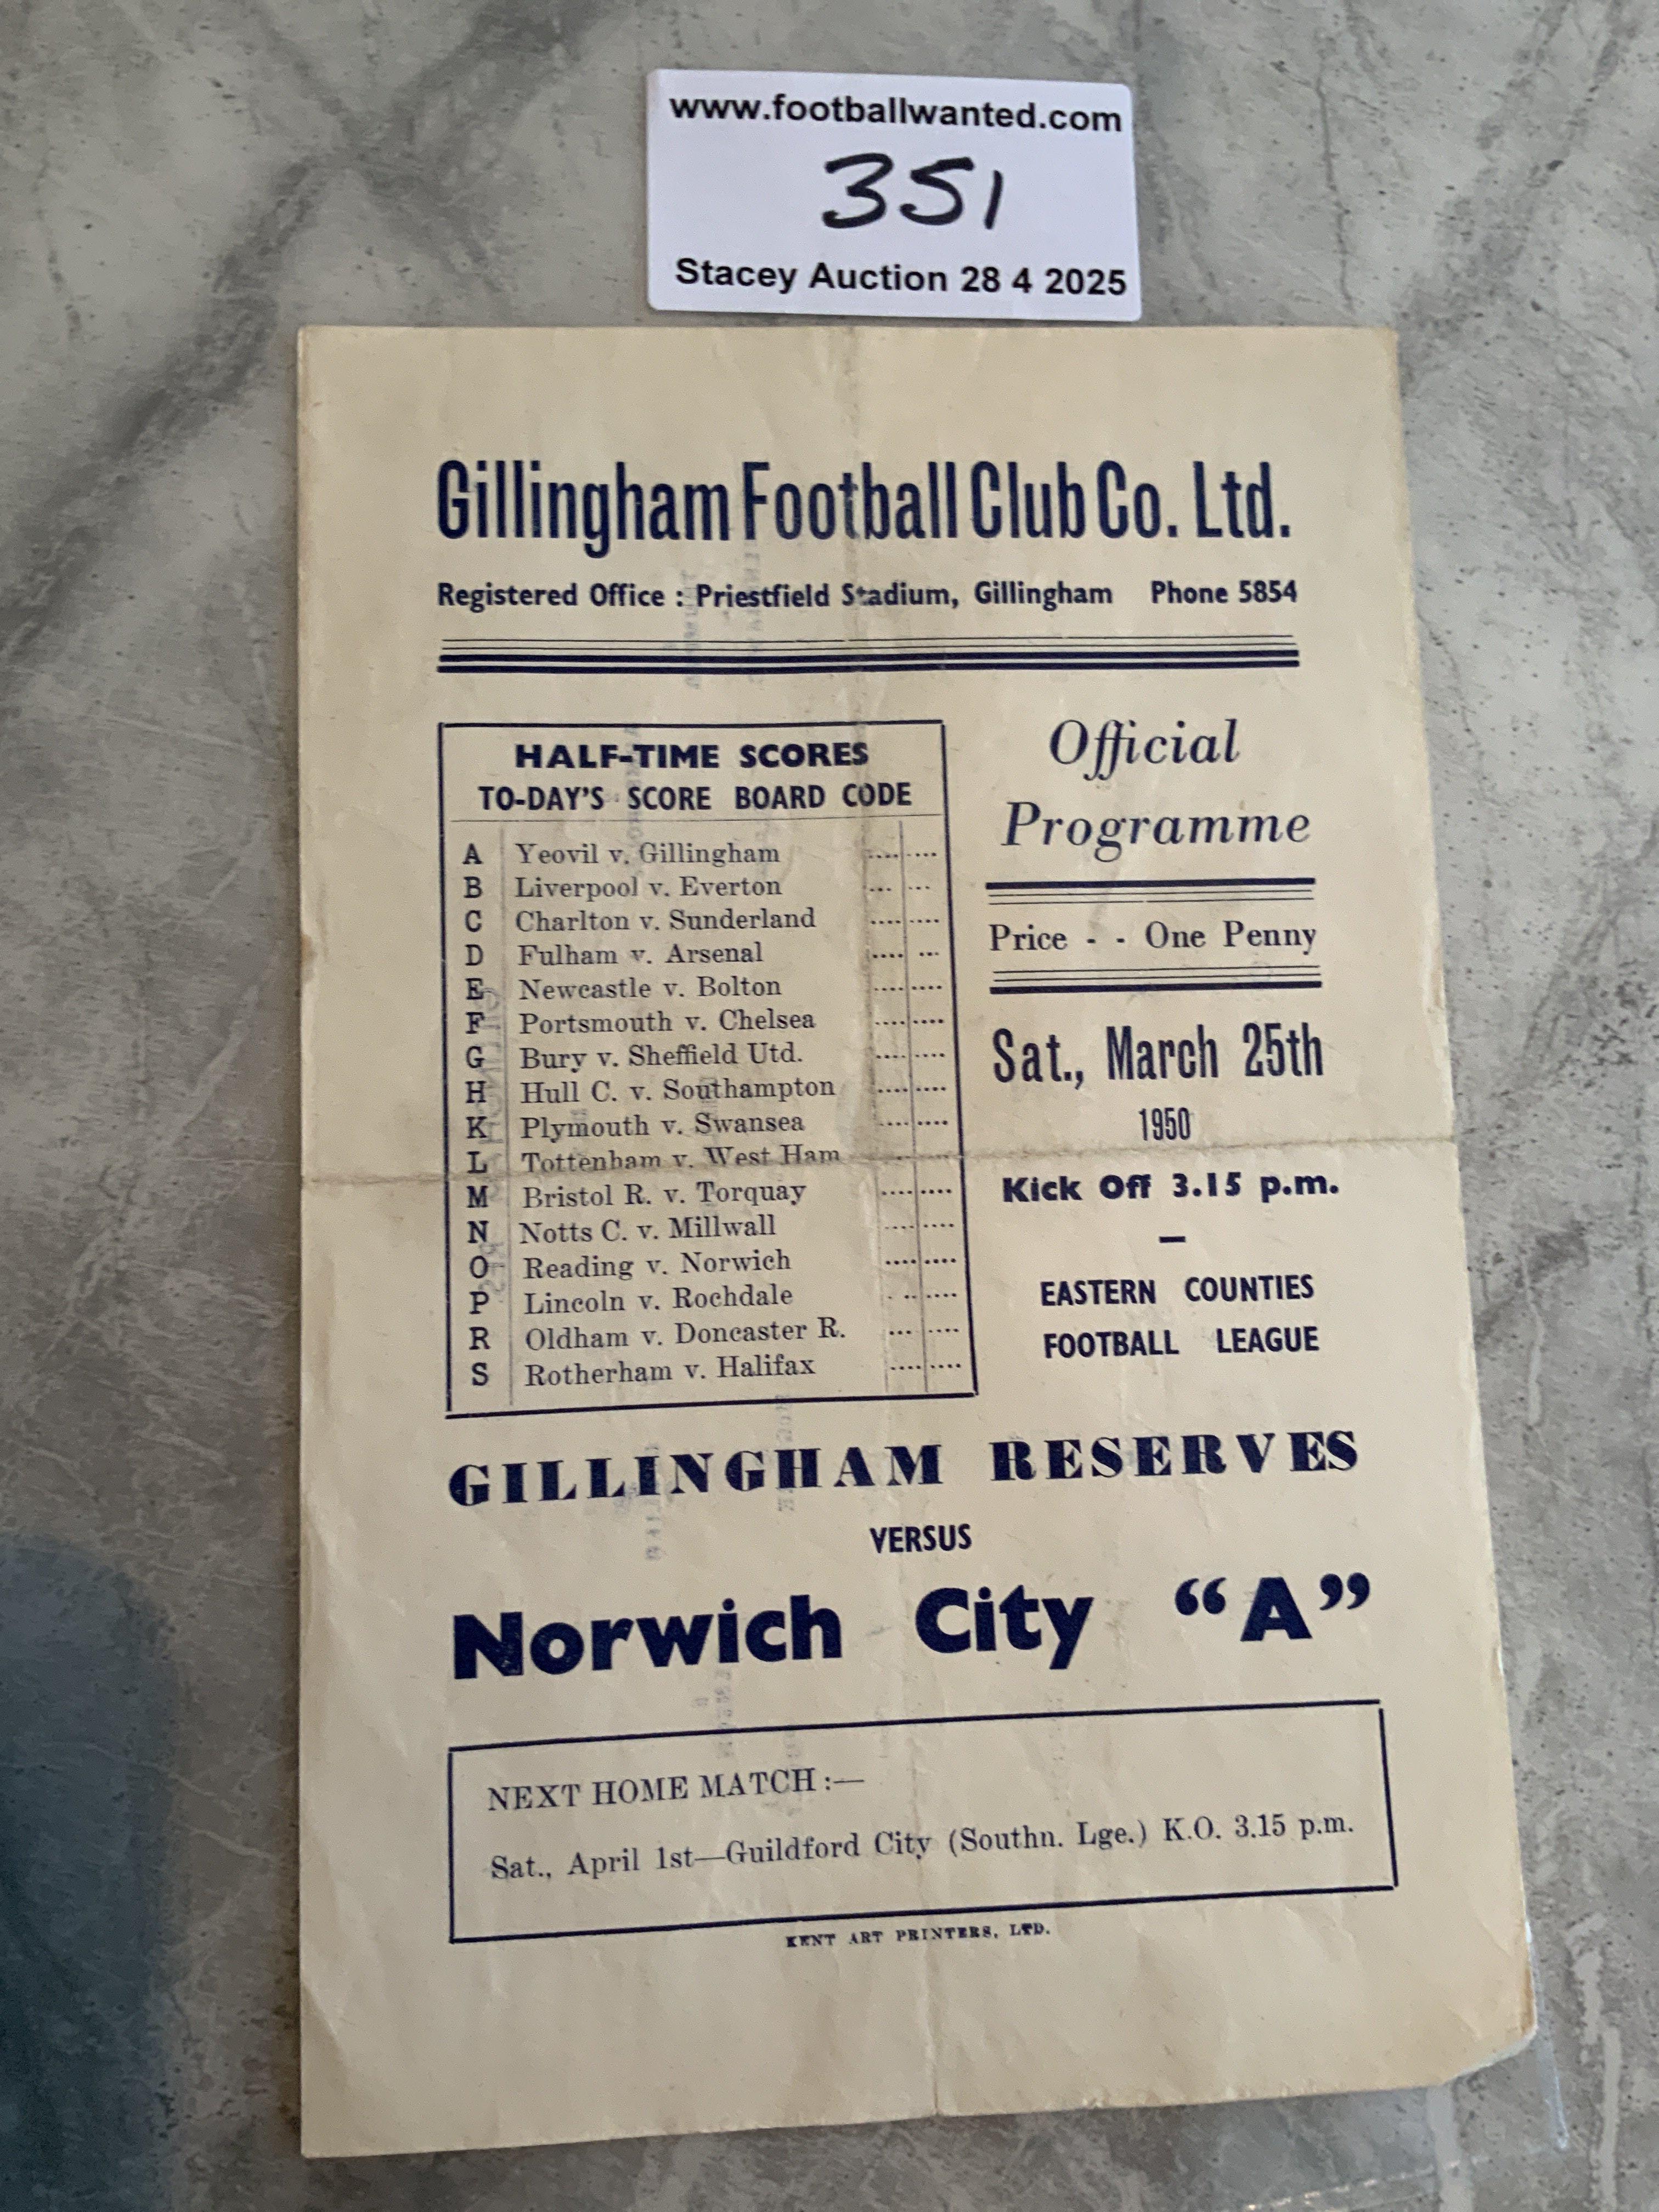 www.footballwanted.com
351
Stacey Auction 28 4 2025
Gillingham Football Club Co. Ltd.
Registered Office : Priestfield Stadium, Gillingham Phone 5854
HALF-TIME SCORES
TO-DAY'S SCORE BOARD CODE
A Yeovil v. Gillingham
B Liverpool v. Everton
C Charlton v. Sunderland
D Fulham v. Arsenal
E Newcastle v. Bolton
F Portsmouth v. Chelsea
G Bury v. Sheffield Utd.
H Hull C. v. Southampton
K Plymouth v. Swansea
L Tottenham v. West Ham
M Bristol R. v. Torquay
N Notts C. v. Millwall
O Reading v. Norwich
P Lincoln v. Rochdale
R Oldham v. Doncaster R.
S Rotherham v. Halifax
Official
Programme
Price - - One Penny
Sat., March 25th
1950
Kick Off 3.15 p.m.
—
EASTERN COUNTIES
FOOTBALL LEAGUE
GILLINGHAM RESERVES
VERSUS
Norwich City “A”
NEXT HOME MATCH :—
Sat., April 1st—Guildford City (Southn. Lge.) K.O. 3.15 p.m.
KENT ART PRINTERS, LTD.